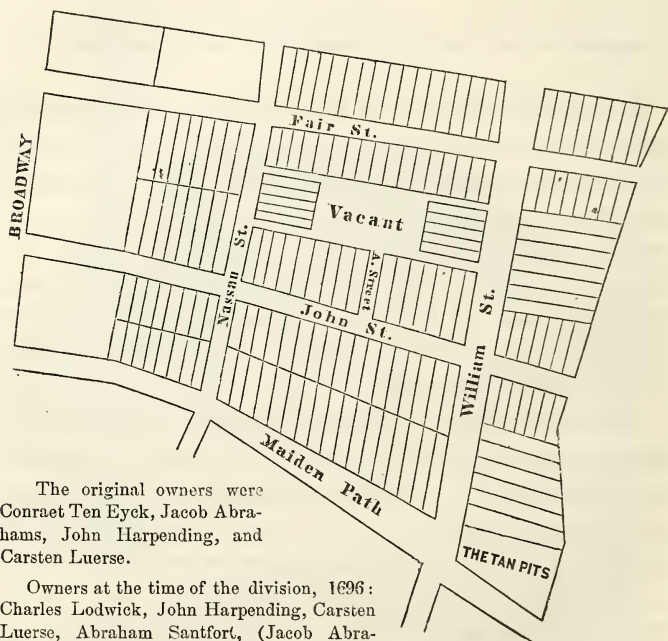 Fair St.
BROADWAY
Vacant
Nassau St.
A. Street
John St.
William St.
Maiden Path
THE TAN PITS
The original owners were
Conraet Ten Eyck, Jacob Abra-
hams, John Harpending, and
Carsten Luerse.
Owners at the time of the division, 1696:
Charles Lodwick, John Harpending, Carsten
Luerse, Abraham Santfort, (Jacob Abra-